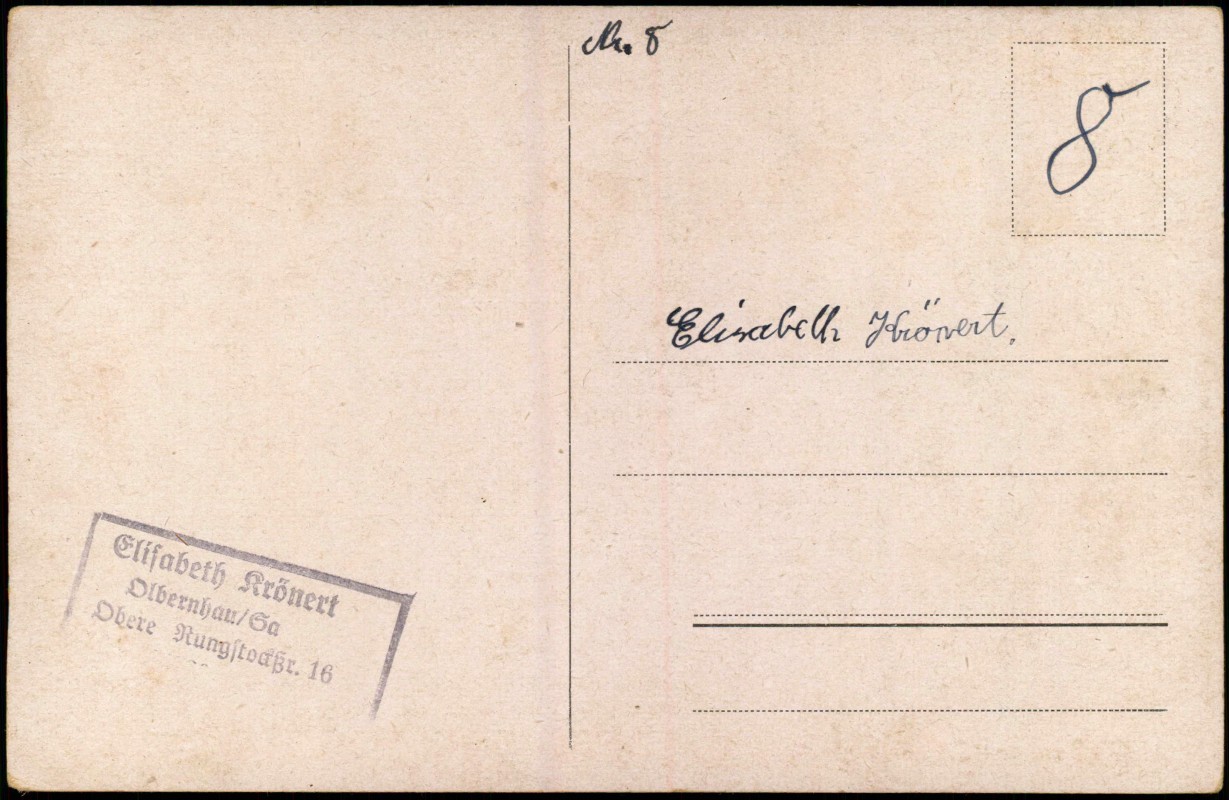 Nr. 8
8
Elisabeth Krönert.
Elisabeth Krönert
Olbernhau/Sa
Obere Rungstockstr. 16